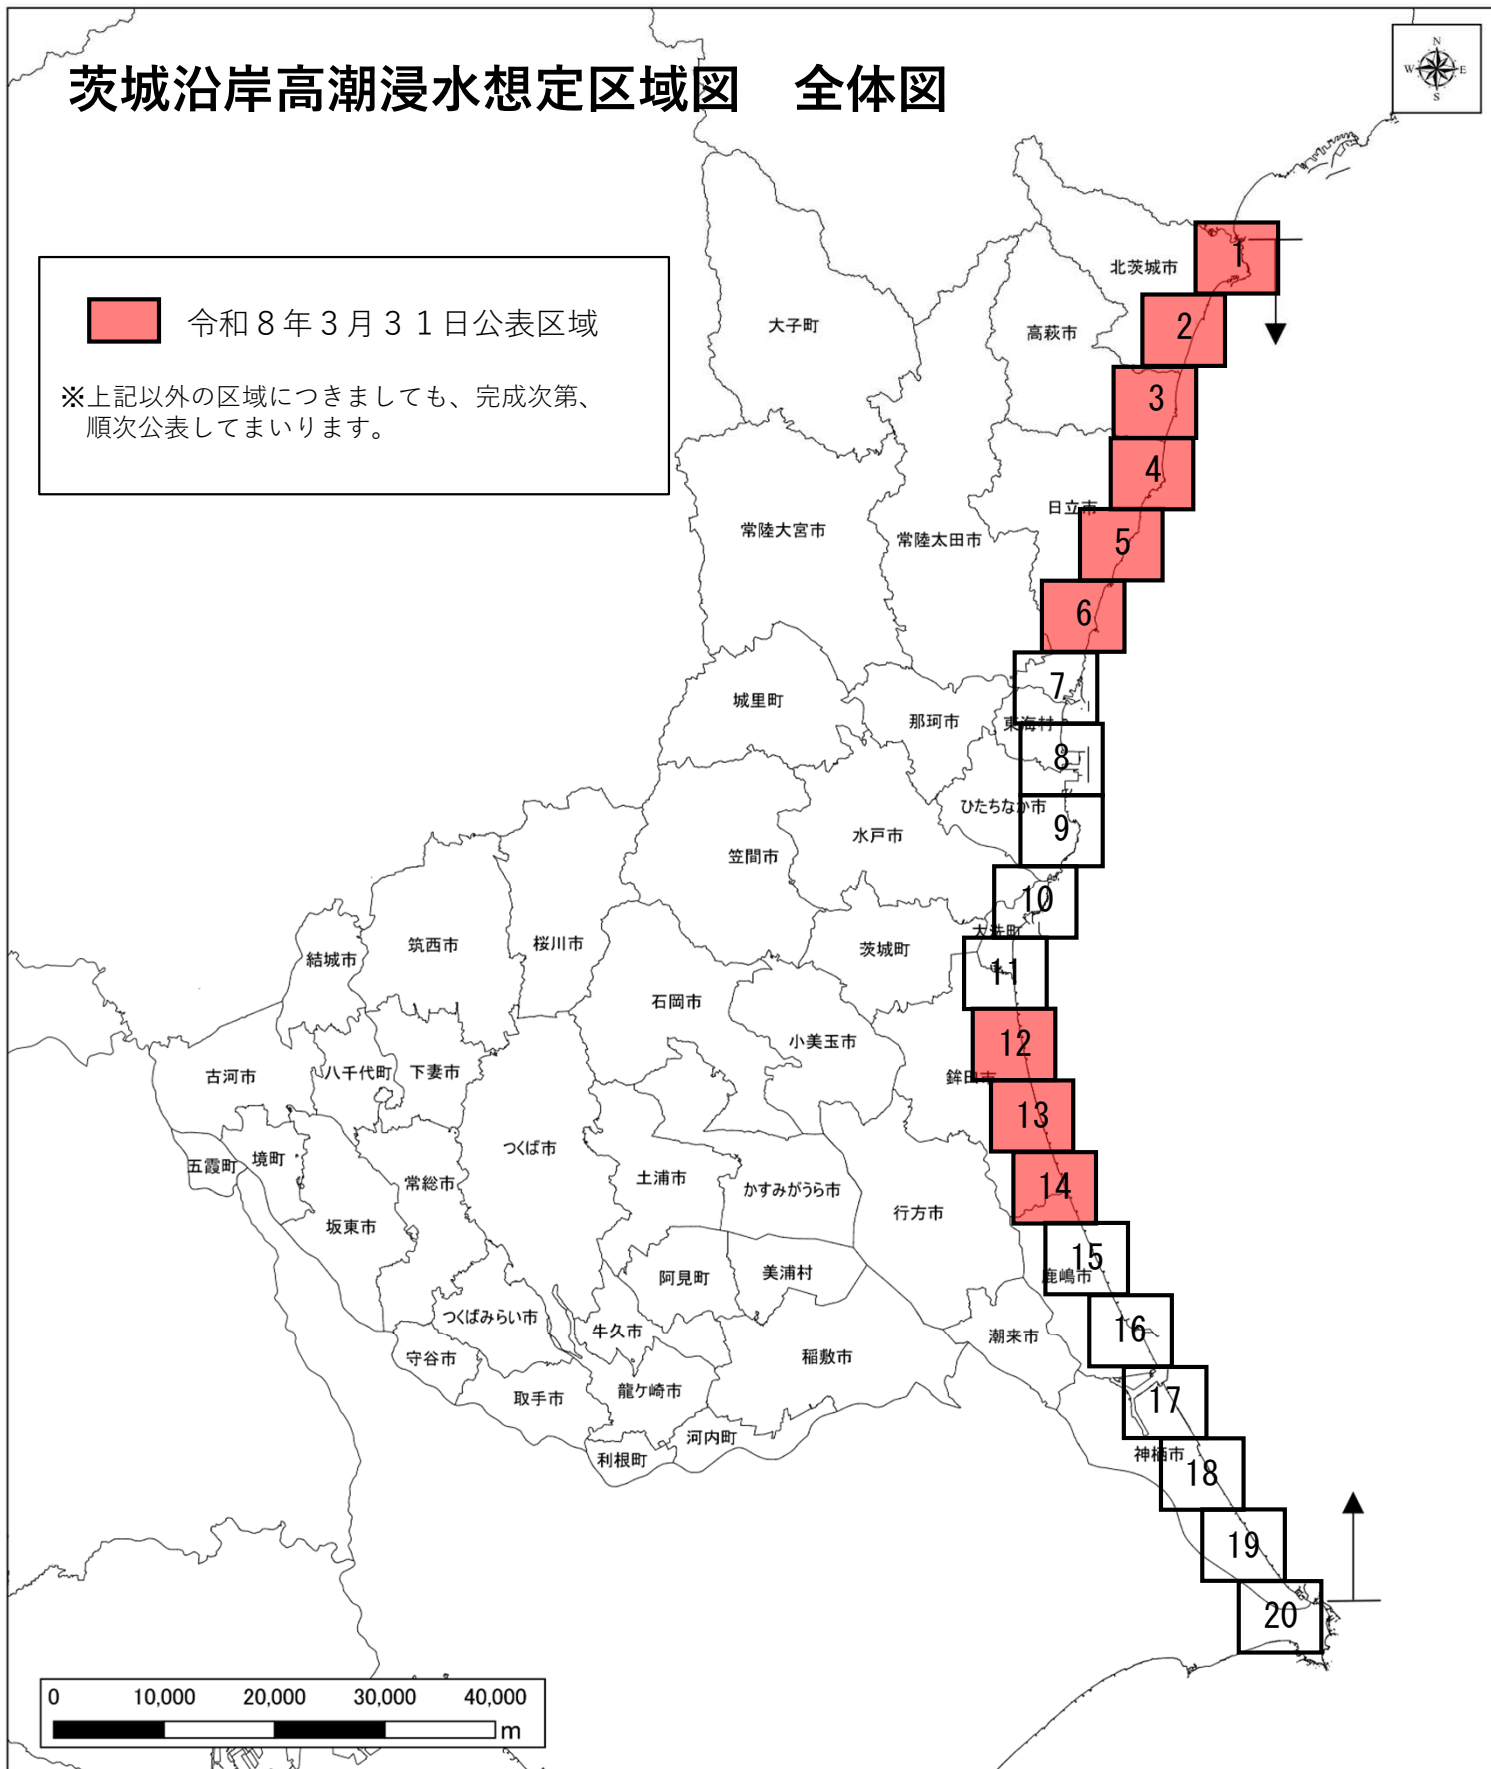 茨城沿岸高潮浸水想定区域図　全体図
N
W E
S
令和８年３月３１日公表区域
※上記以外の区域につきましても、完成次第、
順次公表してまいります。
1
北茨城市
2
大子町
高萩市
3
4
日立市
常陸大宮市
常陸太田市
5
6
7
城里町
那珂市
東海村
8
ひたちなか市
9
水戸市
笠間市
10
大洗町
茨城町
筑西市
桜川市
結城市
11
石岡市
小美玉市
12
鉾田市
古河市
八千代町
下妻市
13
つくば市
五霞町
境町
常総市
土浦市
かすみがうら市
14
行方市
坂東市
15
鹿嶋市
阿見町
美浦村
つくばみらい市
牛久市
潮来市
16
守谷市
稲敷市
取手市
龍ケ崎市
17
河内町
利根町
神栖市
18
19
20
0 10,000 20,000 30,000 40,000
m